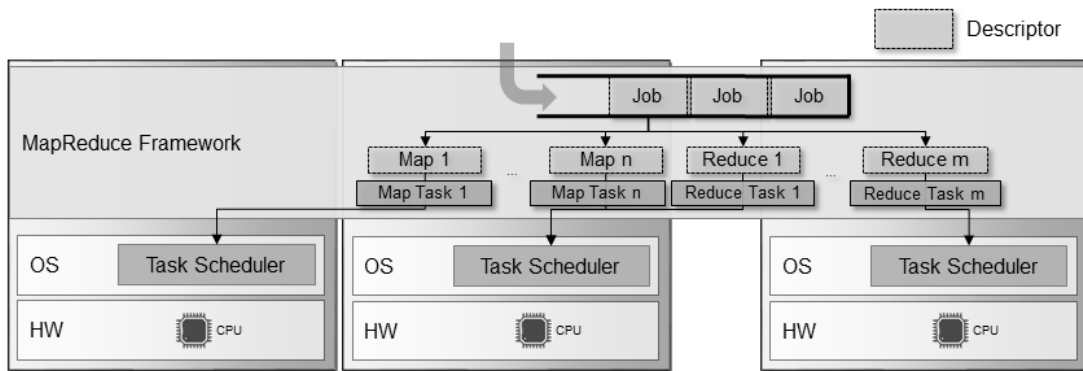 Descriptor
Job Job Job
MapReduce Framework
Map 1 ... Map n Reduce 1 ... Reduce m
Map Task 1 Map Task n Reduce Task 1 Reduce Task m
OS Task Scheduler OS Task Scheduler OS Task Scheduler
HW CPU HW CPU HW CPU